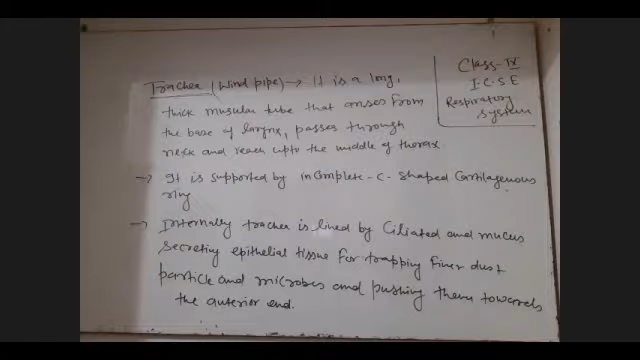 Class-IX
I.C.S.E
Respiratory
System
Trachea (Wind pipe) → It is a long,
thick muscular tube that arises from
the base of larynx, passes through
neck and reach upto the middle of thorax.
→ It is supported by incomplete -C- shaped Cartilagenous
ring
→ Internally trachea is lined by Ciliated and mucus
secreting epithelial tissue for trapping finer dust
particle and microbes and pushing them towards
the anterior end.